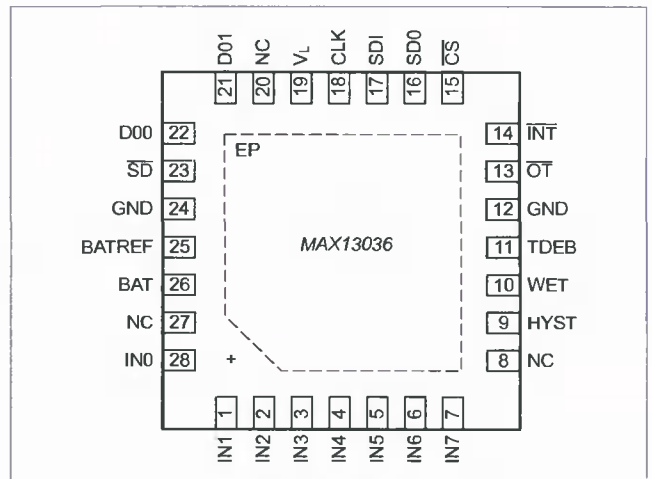 D01 NC VL CLK SDI SD0 CS
21 20 19 18 17 16 15
D00 22
SD 23
GND 24
BATREF 25
BAT 26
NC 27
IN0 28
EP
MAX13036
+
14 INT
13 OT
12 GND
11 TDEB
10 WET
9 HYST
8 NC
1 2 3 4 5 6 7
IN1 IN2 IN3 IN4 IN5 IN6 IN7